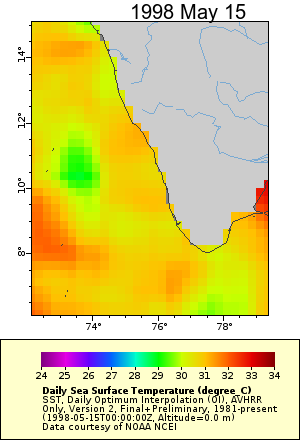 1998 May 15
14°
12°
10°
8°
74°
76°
78°
24 25 26 27 28 29 30 31 32 33 34
Daily Sea Surface Temperature (degree_C)
SST, Daily Optimum Interpolation (OI), AVHRR
Only, Version 2, Final+Preliminary, 1981-present
(1998-05-15T00:00:00Z, Altitude=0.0 m)
Data courtesy of NOAA NCEI